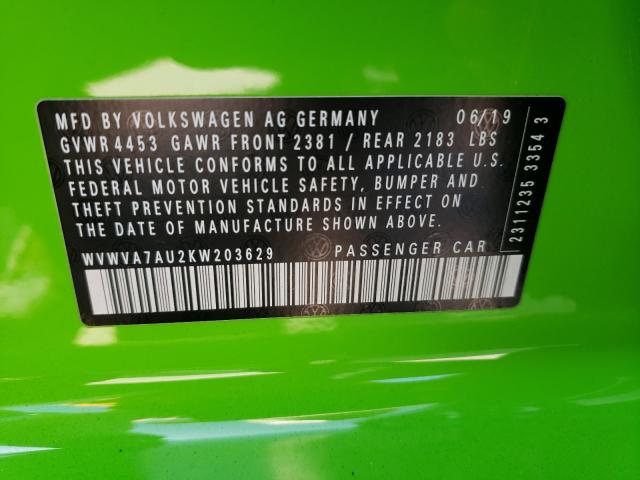 MFD BY VOLKSWAGEN AG GERMANY 06/19
GVWR 4453 GAWR FRONT 2381 / REAR 2183 LBS
THIS VEHICLE CONFORMS TO ALL APPLICABLE U.S.
FEDERAL MOTOR VEHICLE SAFETY, BUMPER AND
THEFT PREVENTION STANDARDS IN EFFECT ON
THE DATE OF MANUFACTURE SHOWN ABOVE.
WVWVA7AU2KW203629 PASSENGER CAR
2311235 3354 3